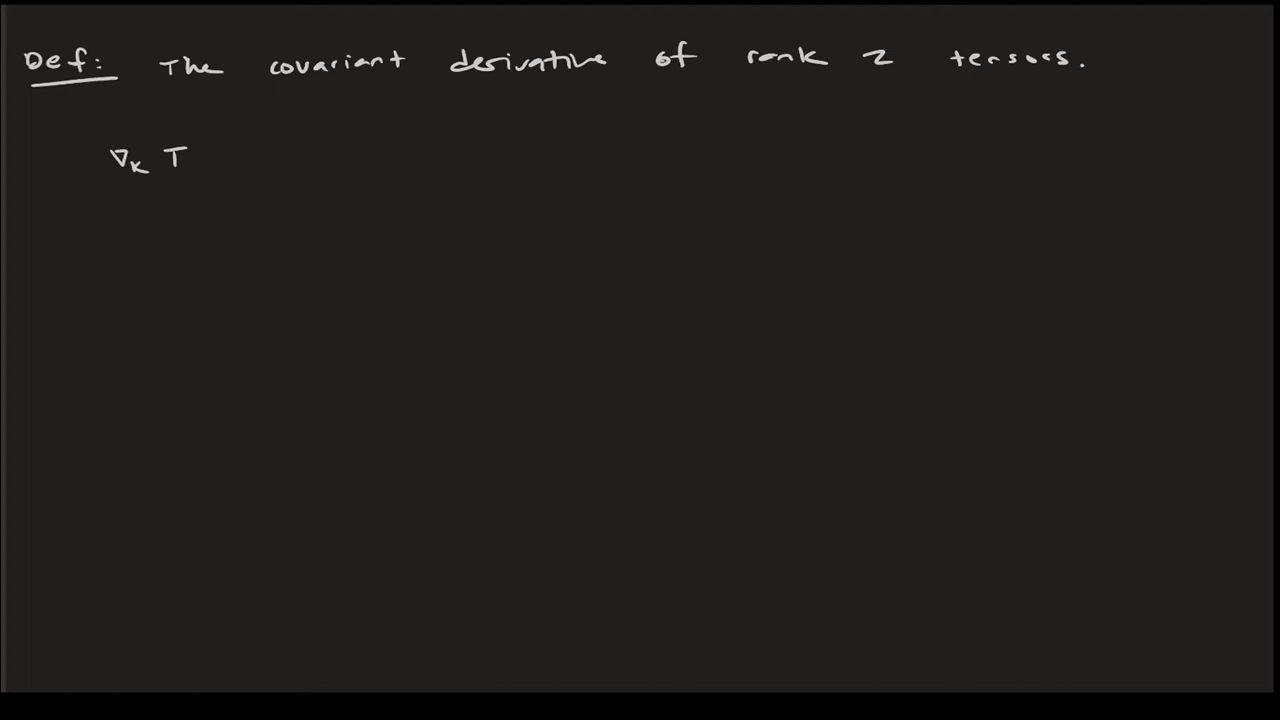 Def: The covariant derivative of rank 2 tensors.
∇ₖ T